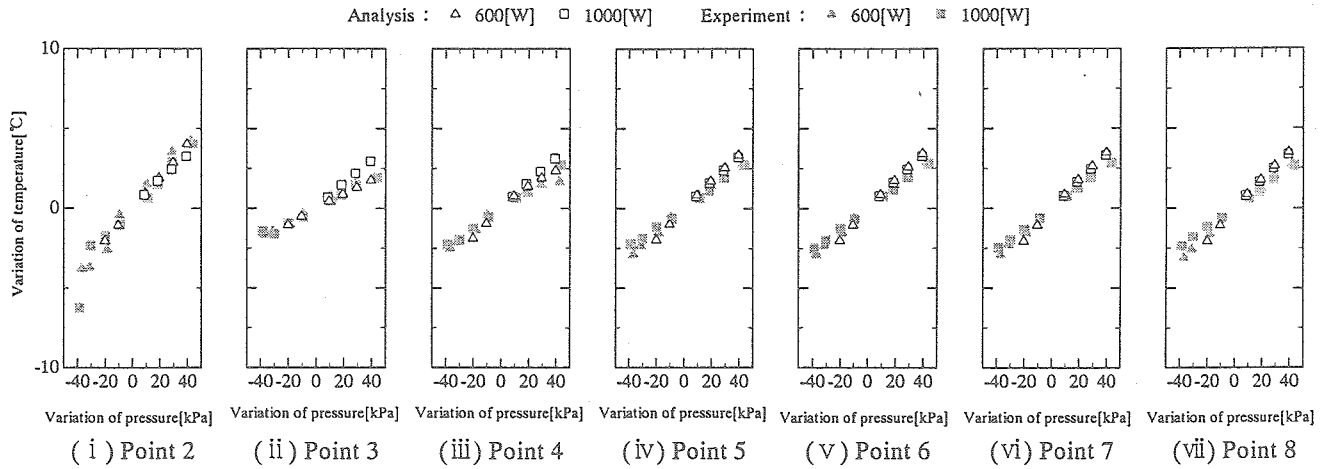 Analysis : △ 600[W] □ 1000[W] Experiment : ▲ 600[W] ■ 1000[W]
Variation of temperature[℃]
10
0
-10
-40 -20 0 20 40 -40 -20 0 20 40 -40 -20 0 20 40 -40 -20 0 20 40 -40 -20 0 20 40 -40 -20 0 20 40 -40 -20 0 20 40
Variation of pressure[kPa] Variation of pressure[kPa] Variation of pressure[kPa] Variation of pressure[kPa] Variation of pressure[kPa] Variation of pressure[kPa] Variation of pressure[kPa]
(ⅰ) Point 2 (ⅱ) Point 3 (ⅲ) Point 4 (ⅳ) Point 5 (ⅴ) Point 6 (ⅵ) Point 7 (ⅶ) Point 8